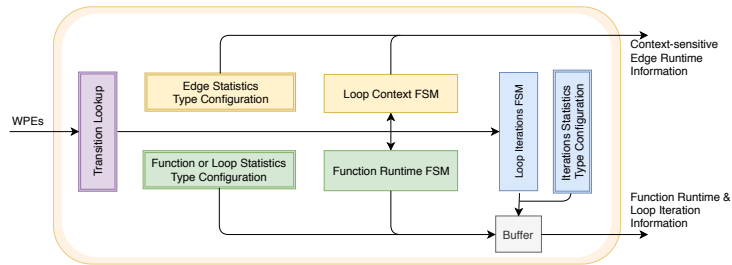 WPEs
Transition Lookup
Edge Statistics
Type Configuration
Loop Context FSM
Function or Loop Statistics
Type Configuration
Function Runtime FSM
Loop Iterations FSM
Iterations Statistics
Type Configuration
Buffer
Context-sensitive
Edge Runtime
Information
Function Runtime &
Loop Iteration
Information